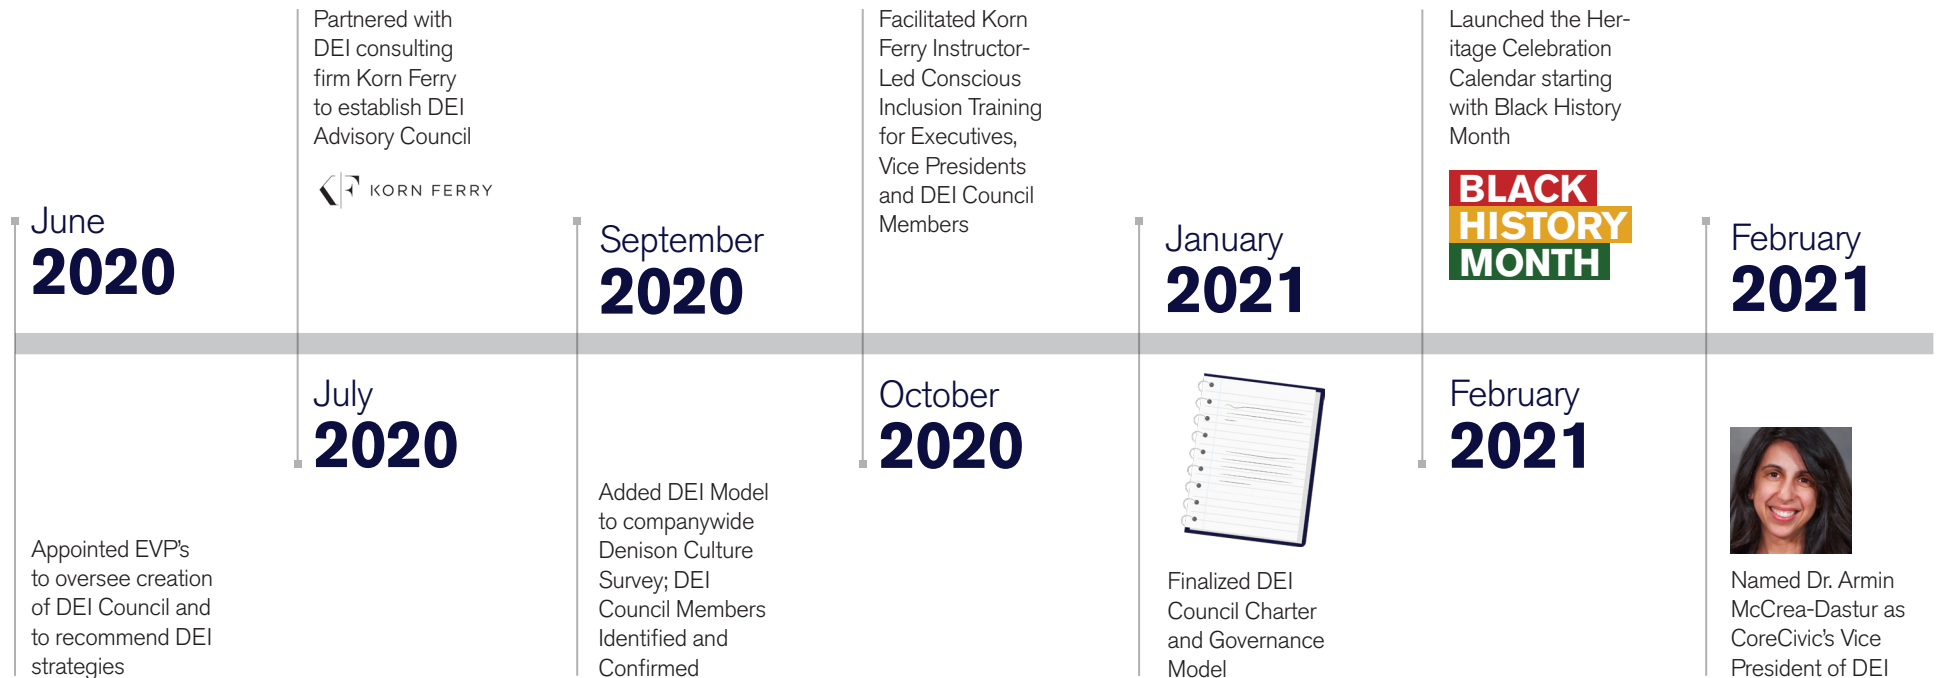 June
2020
Appointed EVP's
to oversee creation
of DEI Council and
to recommend DEI
strategies
Partnered with
DEI consulting
firm Korn Ferry
to establish DEI
Advisory Council
KF KORN FERRY
July
2020
September
2020
Added DEI Model
to companywide
Denison Culture
Survey; DEI
Council Members
Identified and
Confirmed
Facilitated Korn
Ferry Instructor-
Led Conscious
Inclusion Training
for Executives,
Vice Presidents
and DEI Council
Members
October
2020
January
2021
Finalized DEI
Council Charter
and Governance
Model
Launched the Her-
itage Celebration
Calendar starting
with Black History
Month
BLACK
HISTORY
MONTH
February
2021
February
2021
Named Dr. Armin
McCrea-Dastur as
CoreCivic's Vice
President of DEI